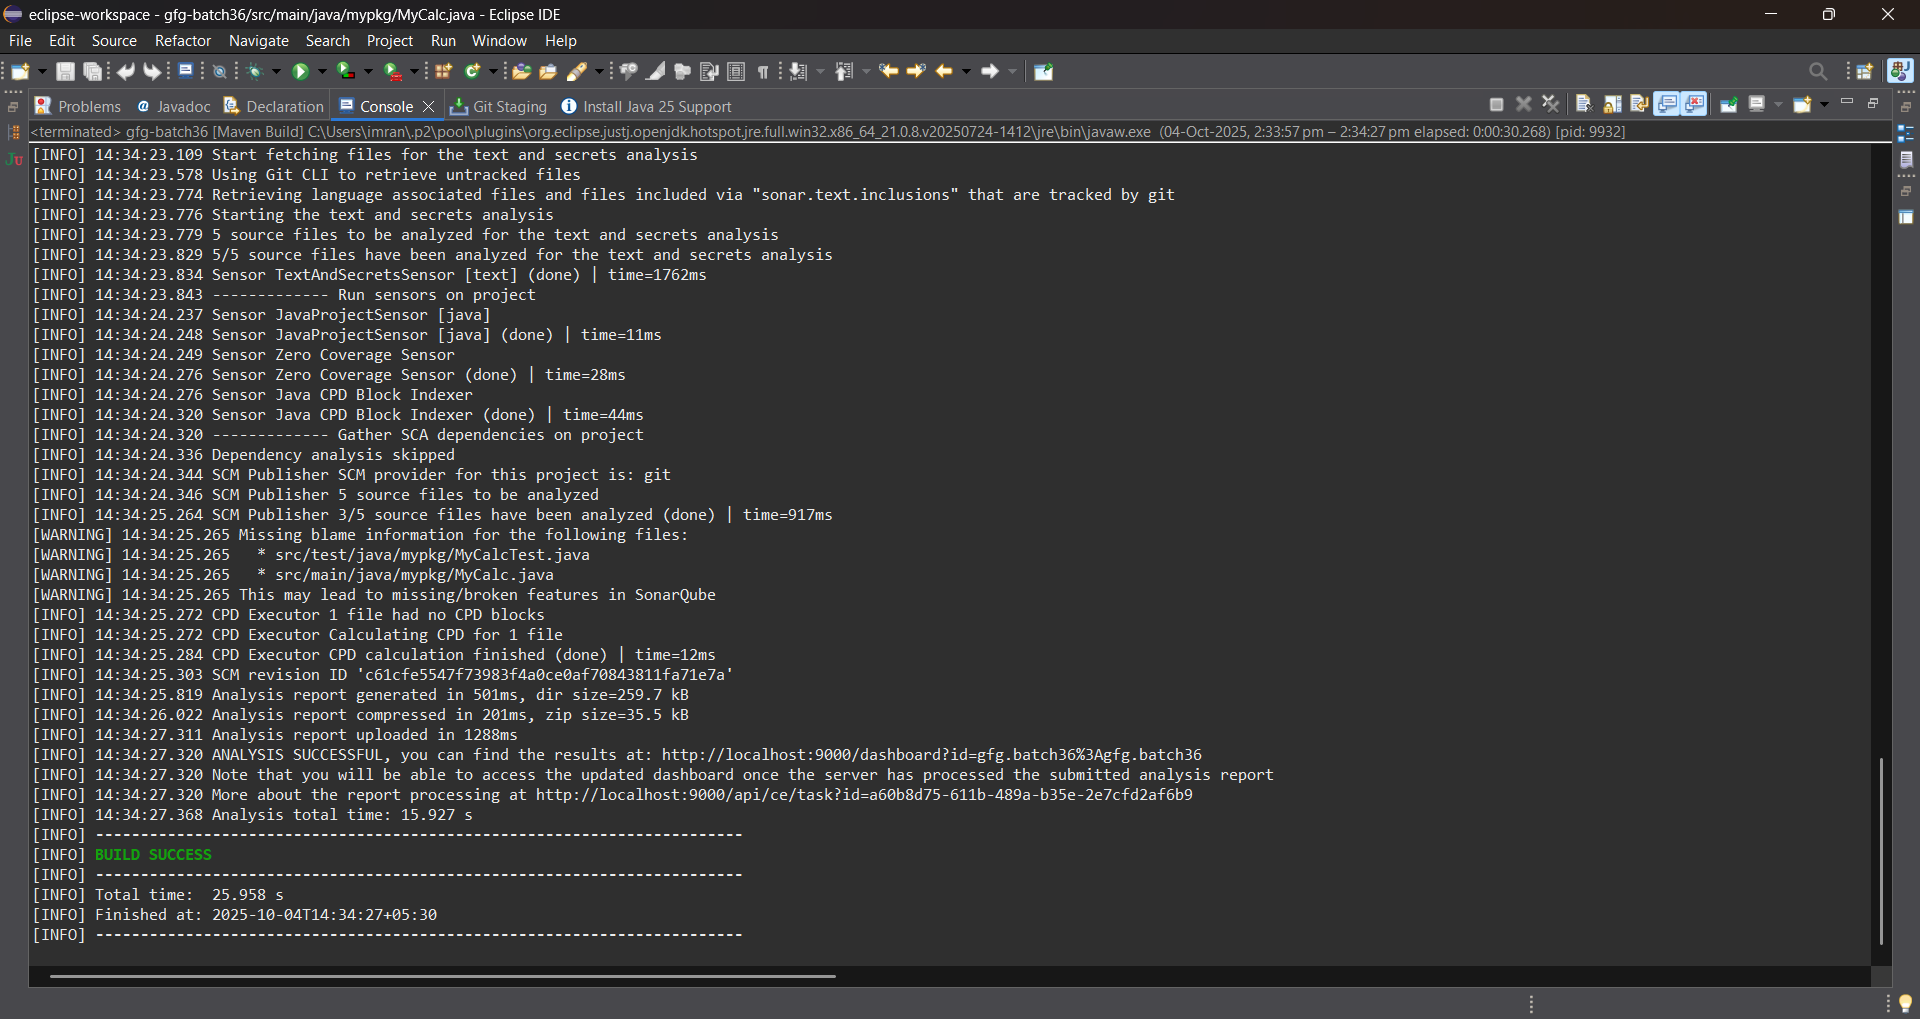 eclipse-workspace - gfg-batch36/src/main/java/mypkg/MyCalc.java - Eclipse IDE
File Edit Source Refactor Navigate Search Project Run Window Help
Problems Javadoc Declaration Console Git Staging Install Java 25 Support
<terminated> gfg-batch36 [Maven Build] C:\Users\imran\.p2\pool\plugins\org.eclipse.justj.openjdk.hotspot.jre.full.win32.x86_64_21.0.8.v20250724-1412\jre\bin\javaw.exe (04-Oct-2025, 2:33:57 pm – 2:34:27 pm elapsed: 0:00:30.268) [pid: 9932]
[INFO] 14:34:23.109 Start fetching files for the text and secrets analysis
[INFO] 14:34:23.578 Using Git CLI to retrieve untracked files
[INFO] 14:34:23.774 Retrieving language associated files and files included via "sonar.text.inclusions" that are tracked by git
[INFO] 14:34:23.776 Starting the text and secrets analysis
[INFO] 14:34:23.779 5 source files to be analyzed for the text and secrets analysis
[INFO] 14:34:23.829 5/5 source files have been analyzed for the text and secrets analysis
[INFO] 14:34:23.834 Sensor TextAndSecretsSensor [text] (done) | time=1762ms
[INFO] 14:34:23.843 ------------- Run sensors on project
[INFO] 14:34:24.237 Sensor JavaProjectSensor [java]
[INFO] 14:34:24.248 Sensor JavaProjectSensor [java] (done) | time=11ms
[INFO] 14:34:24.249 Sensor Zero Coverage Sensor
[INFO] 14:34:24.276 Sensor Zero Coverage Sensor (done) | time=28ms
[INFO] 14:34:24.276 Sensor Java CPD Block Indexer
[INFO] 14:34:24.320 Sensor Java CPD Block Indexer (done) | time=44ms
[INFO] 14:34:24.320 ------------- Gather SCA dependencies on project
[INFO] 14:34:24.336 Dependency analysis skipped
[INFO] 14:34:24.344 SCM Publisher SCM provider for this project is: git
[INFO] 14:34:24.346 SCM Publisher 5 source files to be analyzed
[INFO] 14:34:25.264 SCM Publisher 3/5 source files have been analyzed (done) | time=917ms
[WARNING] 14:34:25.265 Missing blame information for the following files:
[WARNING] 14:34:25.265   * src/test/java/mypkg/MyCalcTest.java
[WARNING] 14:34:25.265   * src/main/java/mypkg/MyCalc.java
[WARNING] 14:34:25.265 This may lead to missing/broken features in SonarQube
[INFO] 14:34:25.272 CPD Executor 1 file had no CPD blocks
[INFO] 14:34:25.272 CPD Executor Calculating CPD for 1 file
[INFO] 14:34:25.284 CPD Executor CPD calculation finished (done) | time=12ms
[INFO] 14:34:25.303 SCM revision ID 'c61cfe5547f73983f4a0ce0af70843811fa71e7a'
[INFO] 14:34:25.819 Analysis report generated in 501ms, dir size=259.7 kB
[INFO] 14:34:26.022 Analysis report compressed in 201ms, zip size=35.5 kB
[INFO] 14:34:27.311 Analysis report uploaded in 1288ms
[INFO] 14:34:27.320 ANALYSIS SUCCESSFUL, you can find the results at: http://localhost:9000/dashboard?id=gfg.batch36%3Agfg.batch36
[INFO] 14:34:27.320 Note that you will be able to access the updated dashboard once the server has processed the submitted analysis report
[INFO] 14:34:27.320 More about the report processing at http://localhost:9000/api/ce/task?id=a60b8d75-611b-489a-b35e-2e7cfd2af6b9
[INFO] 14:34:27.368 Analysis total time: 15.927 s
[INFO] ------------------------------------------------------------------------
[INFO] BUILD SUCCESS
[INFO] ------------------------------------------------------------------------
[INFO] Total time:  25.958 s
[INFO] Finished at: 2025-10-04T14:34:27+05:30
[INFO] ------------------------------------------------------------------------